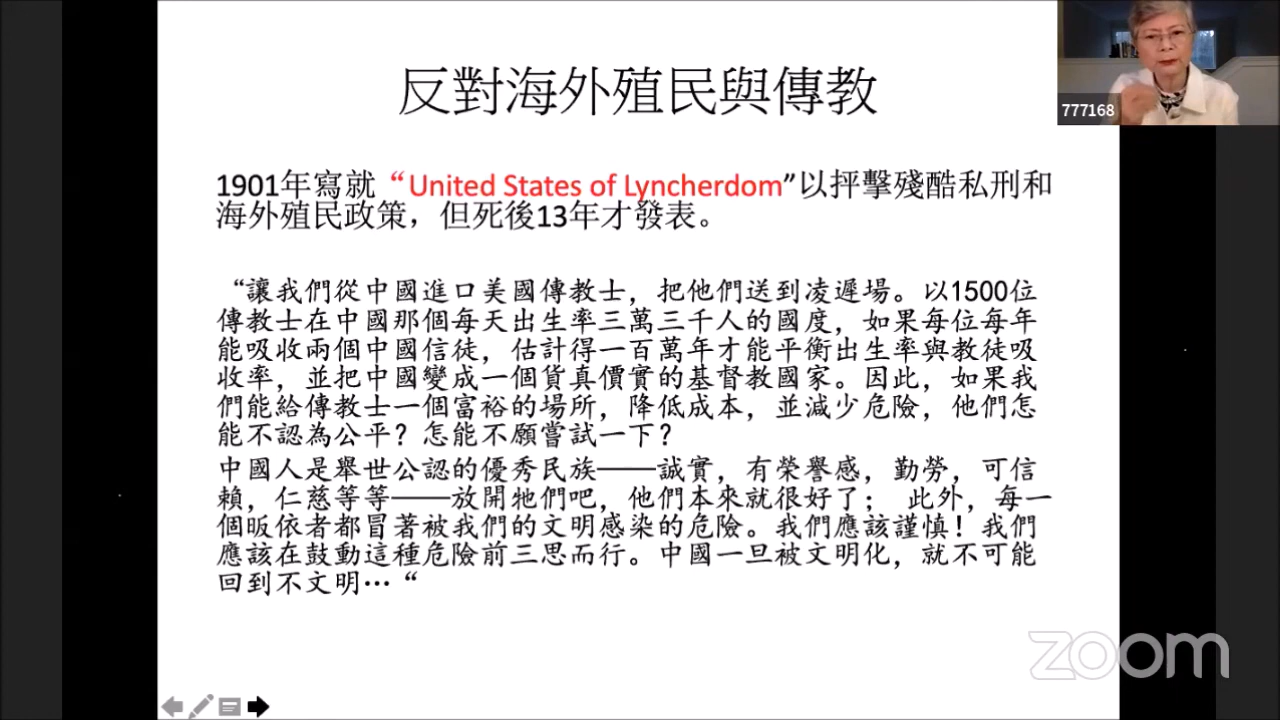 反對海外殖民與傳教
777168
1901年寫就“United States of Lyncherdom”以抨擊殘酷私刑和
海外殖民政策，但死後13年才發表。
“讓我們從中國進口美國傳教士，把他們送到凌遲場。以1500位
傳教士在中國那個每天出生率三萬三千人的國度，如果每位每年
能吸收兩個中國信徒，估計得一百萬年才能平衡出生率與教徒吸
收率，並把中國變成一個貨真價實的基督教國家。因此，如果我
們能給傳教士一個富裕的場所，降低成本，並減少危險，他們怎
能不認為公平？怎能不願嘗試一下？
中國人是舉世公認的優秀民族——誠實，有榮譽感，勤勞，可信
賴，仁慈等等——放開牠們吧，他們本來就很好了； 此外，每一
個皈依者都冒著被我們的文明感染的危險。我們應該謹慎！我們
應該在鼓動這種危險前三思而行。中國一旦被文明化，就不可能
回到不文明…“
zoom